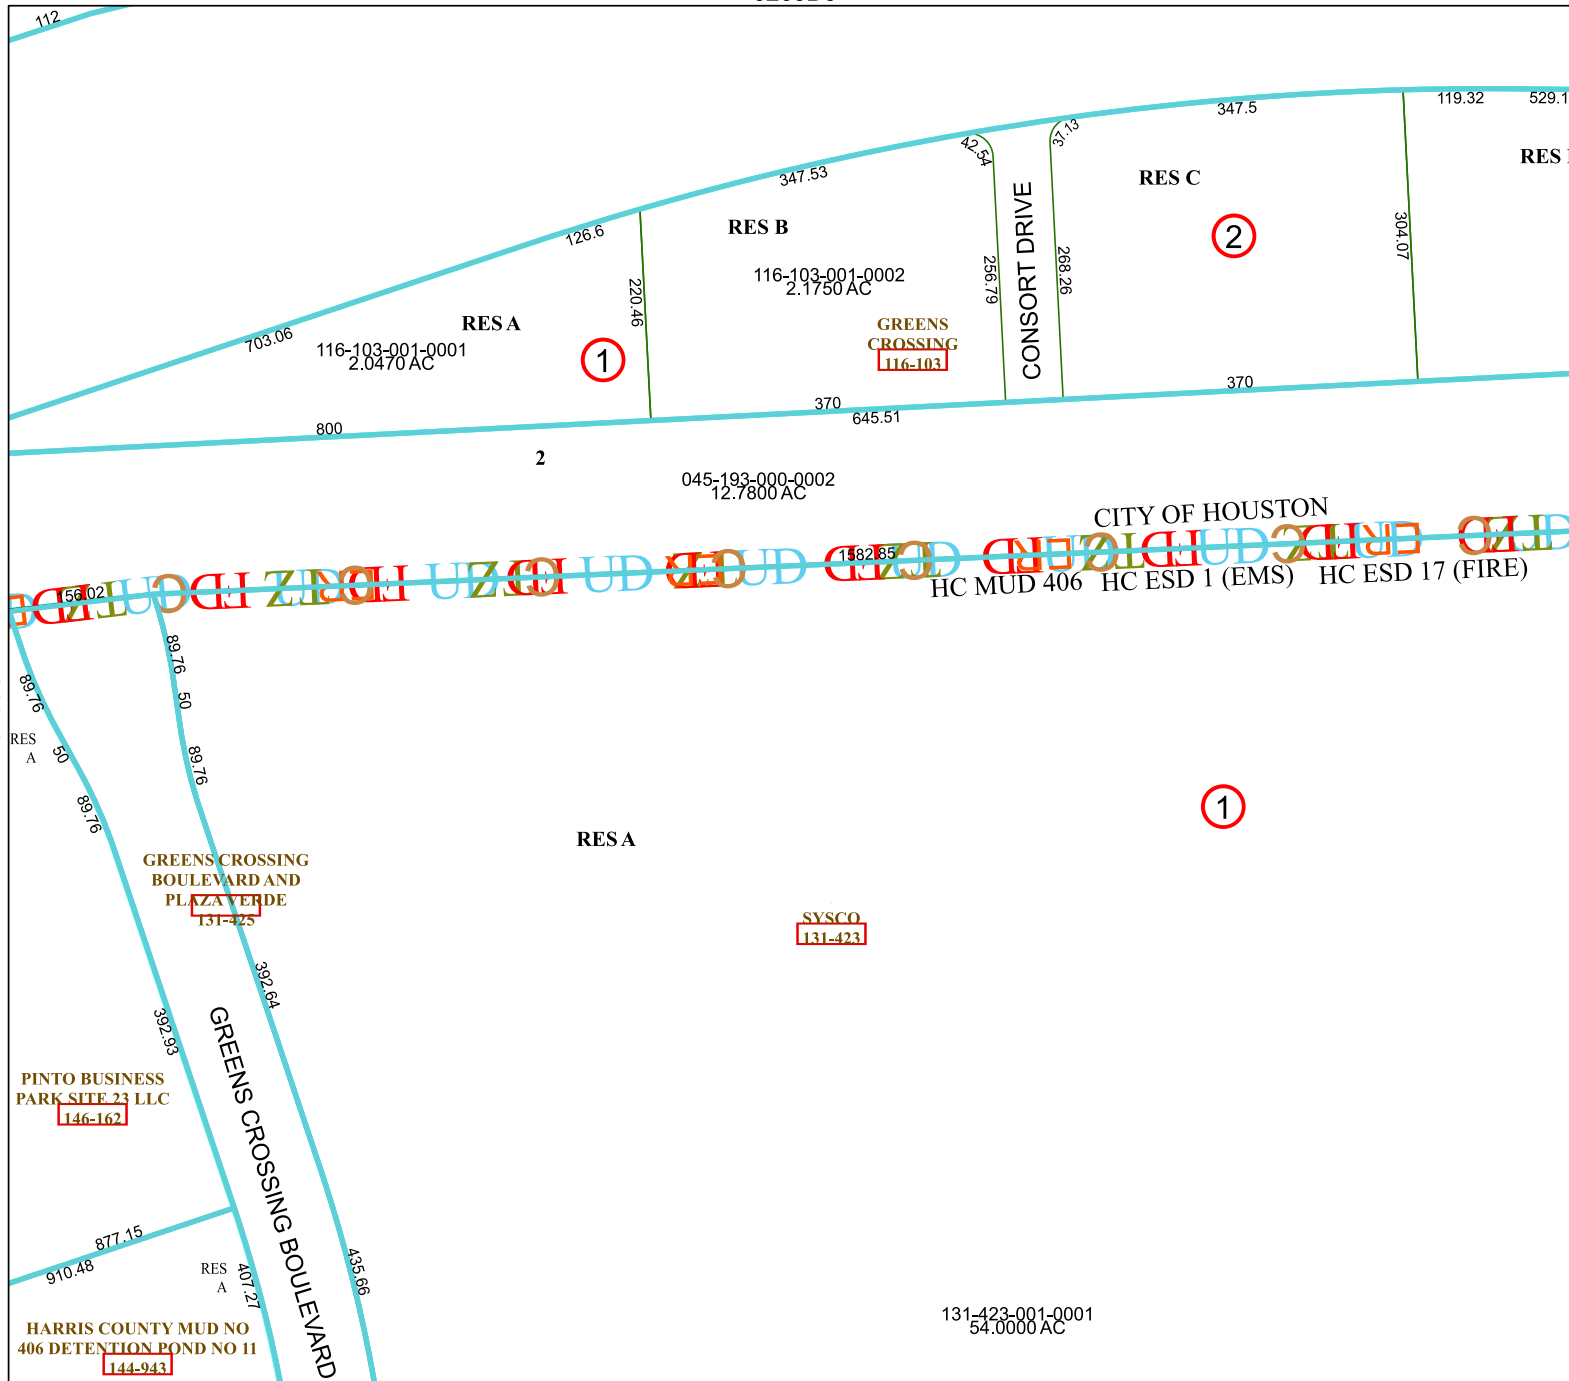 112
347.5
119.32
529.1
347.53
42.54
37.13
RES C
RES
2
126.6
RES B
CONSORT DRIVE
304.07
116-103-001-0002
2.1750 AC
220.46
256.79
268.26
703.06
RES A
116-103-001-0001
2.0470 AC
1
GREENS
CROSSING
116-103
370
370
645.51
800
2
045-193-000-0002
12.7800 AC
CITY OF HOUSTON
1582.85
HC MUD 406
HC ESD 1 (EMS)
HC ESD 17 (FIRE)
156.02
89.76
50
89.76
89.76
50
89.76
RES
A
1
RES A
GREENS CROSSING
BOULEVARD AND
PLAZA VERDE
131-425
SYSCO
131-423
392.64
392.93
GREENS CROSSING BOULEVARD
PINTO BUSINESS
PARK SITE 23 LLC
146-162
877.15
910.48
RES
A
407.27
435.66
HARRIS COUNTY MUD NO
406 DETENTION POND NO 11
144-943
131-423-001-0001
54.0000 AC